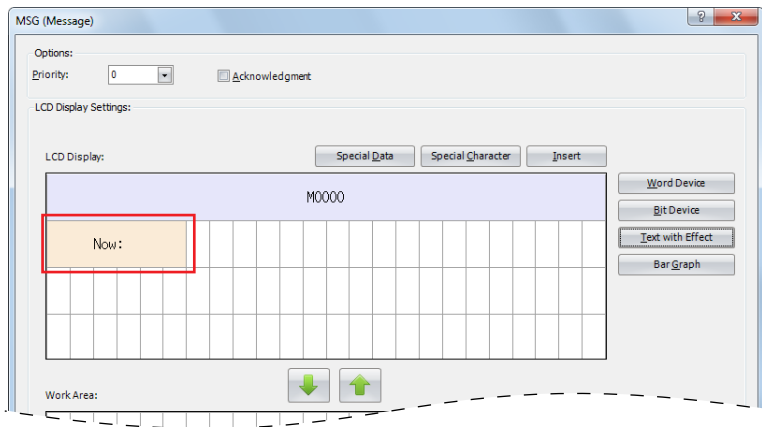 MSG (Message)
Options:
Priority: 0 Acknowledgment
LCD Display Settings:
LCD Display: Special Data Special Character Insert
M0000
Word Device
Bit Device
Now:
Text with Effect
Bar Graph
Work Area: